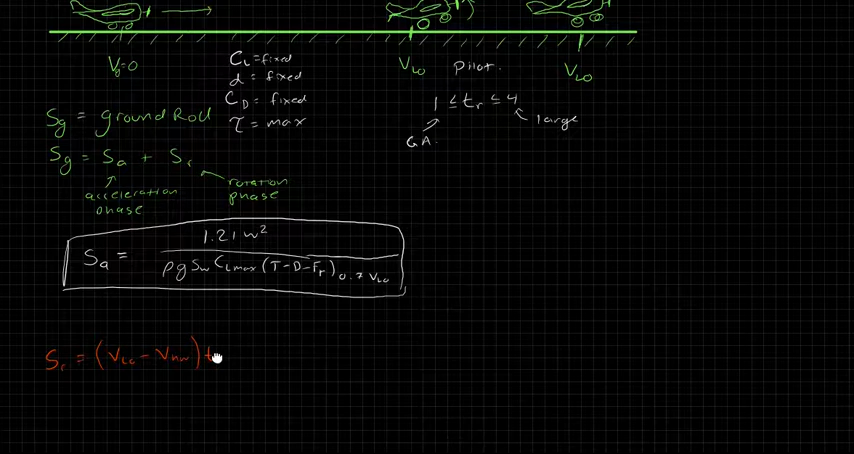 Vg=0
CL = fixed
α = fixed
CD = fixed
τ = max
VLO
Pilot.
VLO
1 ≤ tr ≤ 4
large
GA.
Sg = ground Roll
Sg = Sa + Sr
acceleration
phase
rotation
phase
Sa = 1.21 W² / ρg Sw CLmax (T-D-Fr) 0.7 VLO
Sr = (VLO - VHW) t